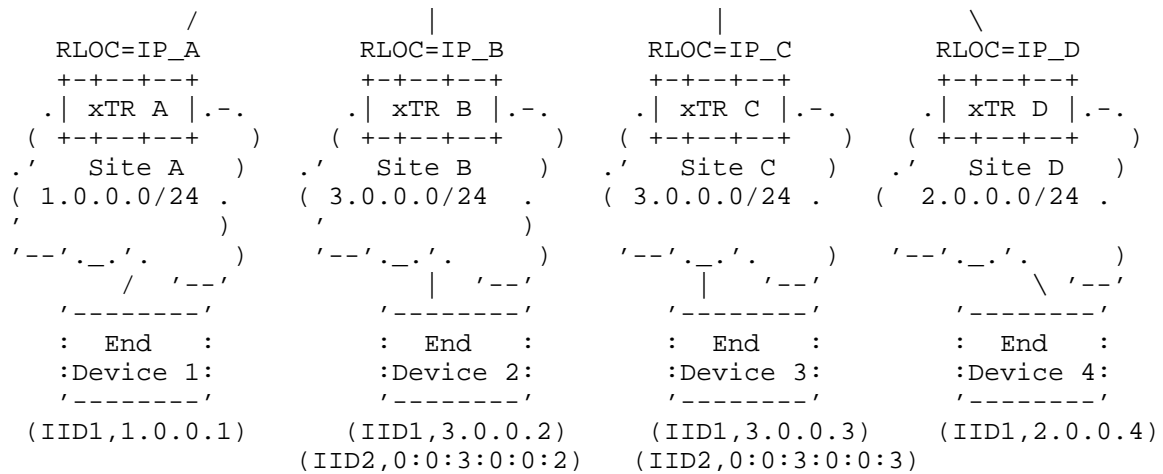 / | | \
RLOC=IP_A RLOC=IP_B RLOC=IP_C RLOC=IP_D
+-+--+--+ +-+--+--+ +-+--+--+ +-+--+--+
.| xTR A |.-. .| xTR B |.-. .| xTR C |.-. .| xTR D |.-.
( +-+--+--+ ) ( +-+--+--+ ) ( +-+--+--+ ) ( +-+--+--+ )
.' Site A ) .' Site B ) .' Site C ) .' Site D )
( 1.0.0.0/24 . ( 3.0.0.0/24 . ( 3.0.0.0/24 . ( 2.0.0.0/24 .
' ) ' )
'--'._.'. ) '--'._.'. ) '--'._.'. ) '--'._.'. )
/ '--' | '--' | '--' \ '--'
'--------' '--------' '--------' '--------'
: End : : End : : End : : End :
:Device 1: :Device 2: :Device 3: :Device 4:
'--------' '--------' '--------' '--------'
(IID1,1.0.0.1) (IID1,3.0.0.2) (IID1,3.0.0.3) (IID1,2.0.0.4)
(IID2,0:0:3:0:0:2) (IID2,0:0:3:0:0:3)